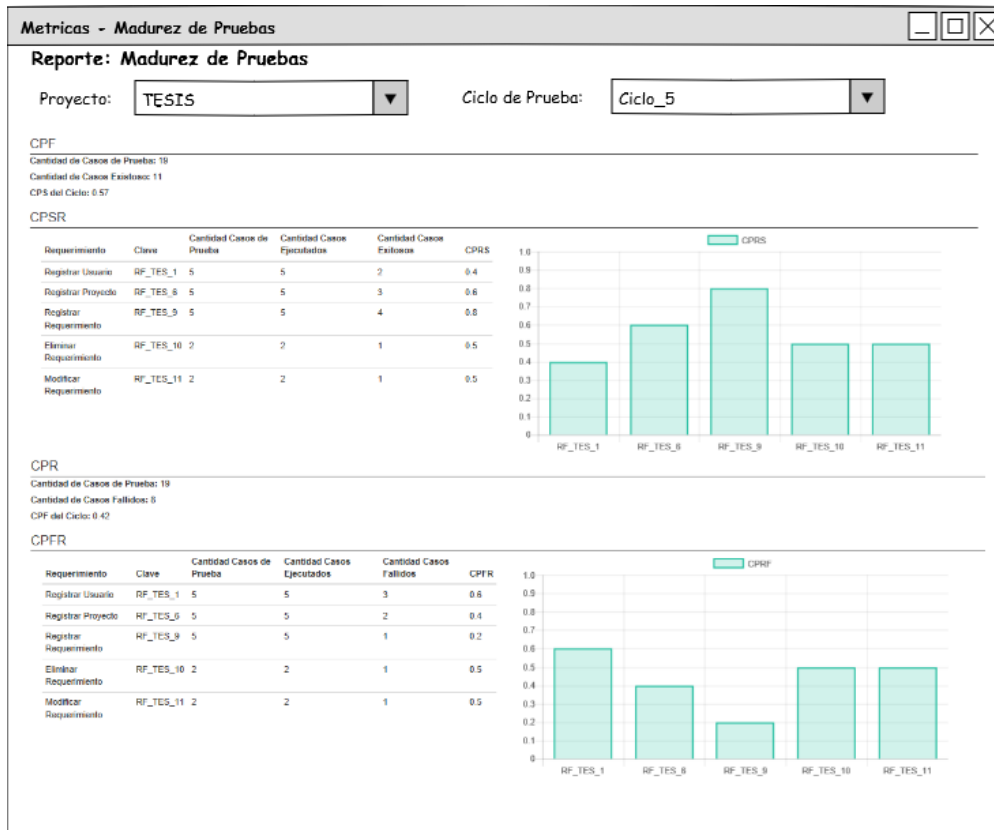 Metricas - Madurez de Pruebas
Reporte: Madurez de Pruebas
Proyecto: TESIS Ciclo de Prueba: Ciclo_5
CPF
Cantidad de Casos de Prueba: 19
Cantidad de Casos Existoso: 11
CPS del Ciclo: 0.57
CPSR
Requerimiento Clave Cantidad Casos de Prueba Cantidad Casos Ejecutados Cantidad Casos Exitosos CPRS
Registrar Usuario RF_TES_1 5 5 2 0.4
Registrar Proyecto RF_TES_6 5 5 3 0.6
Registrar Requerimiento RF_TES_9 5 5 4 0.8
Eliminar Requerimiento RF_TES_10 2 2 1 0.5
Modificar Requerimiento RF_TES_11 2 2 1 0.5
CPRS
1.0
0.9
0.8
0.7
0.6
0.5
0.4
0.3
0.2
0.1
0
RF_TES_1 RF_TES_6 RF_TES_9 RF_TES_10 RF_TES_11
CPR
Cantidad de Casos de Prueba: 19
Cantidad de Casos Fallidos: 8
CPF del Ciclo: 0.42
CPFR
Requerimiento Clave Cantidad Casos de Prueba Cantidad Casos Ejecutados Cantidad Casos Fallidos CPFR
Registrar Usuario RF_TES_1 5 5 3 0.6
Registrar Proyecto RF_TES_6 5 5 2 0.4
Registrar Requerimiento RF_TES_9 5 5 1 0.2
Eliminar Requerimiento RF_TES_10 2 2 1 0.5
Modificar Requerimiento RF_TES_11 2 2 1 0.5
CPRF
1.0
0.9
0.8
0.7
0.6
0.5
0.4
0.3
0.2
0.1
0
RF_TES_1 RF_TES_6 RF_TES_9 RF_TES_10 RF_TES_11